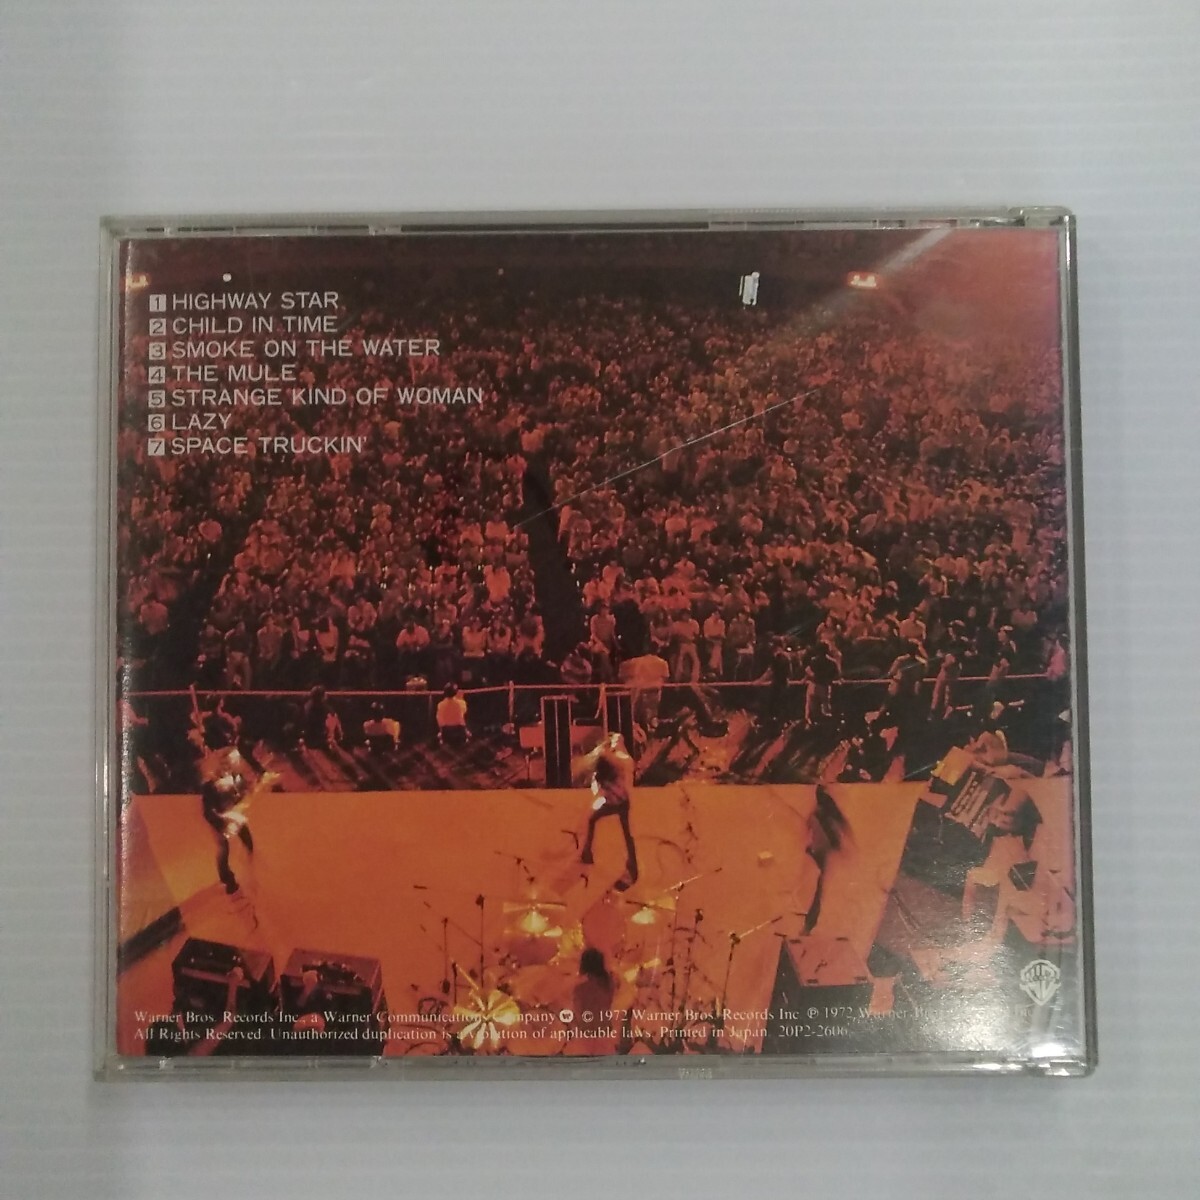 1 HIGHWAY STAR
2 CHILD IN TIME
3 SMOKE ON THE WATER
4 THE MULE
5 STRANGE KIND OF WOMAN
6 LAZY
7 SPACE TRUCKIN'
Warner Bros. Records Inc., a Warner Communications Company W © 1972 Warner Bros. Records Inc ℗ 1972 Warner Bros. Inc
All Rights Reserved. Unauthorized duplication is a violation of applicable laws. Printed in Japan. 20P2-2606